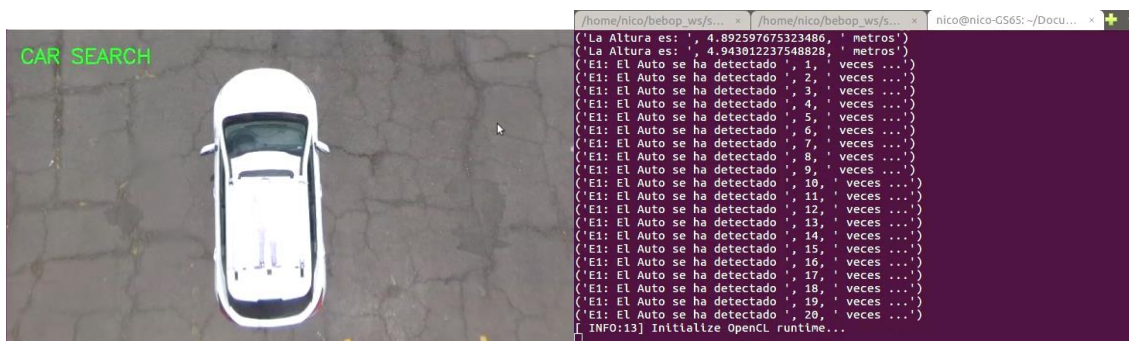 CAR SEARCH
/home/nico/bebop_ws/s... × /home/nico/bebop_ws/s... × nico@nico-GS65: ~/Docu... ×
('La Altura es: ', 4.892597675323486, ' metros')
('La Altura es: ', 4.943012237548828, ' metros')
('E1: El Auto se ha detectado ', 1, ' veces ...')
('E1: El Auto se ha detectado ', 2, ' veces ...')
('E1: El Auto se ha detectado ', 3, ' veces ...')
('E1: El Auto se ha detectado ', 4, ' veces ...')
('E1: El Auto se ha detectado ', 5, ' veces ...')
('E1: El Auto se ha detectado ', 6, ' veces ...')
('E1: El Auto se ha detectado ', 7, ' veces ...')
('E1: El Auto se ha detectado ', 8, ' veces ...')
('E1: El Auto se ha detectado ', 9, ' veces ...')
('E1: El Auto se ha detectado ', 10, ' veces ...')
('E1: El Auto se ha detectado ', 11, ' veces ...')
('E1: El Auto se ha detectado ', 12, ' veces ...')
('E1: El Auto se ha detectado ', 13, ' veces ...')
('E1: El Auto se ha detectado ', 14, ' veces ...')
('E1: El Auto se ha detectado ', 15, ' veces ...')
('E1: El Auto se ha detectado ', 16, ' veces ...')
('E1: El Auto se ha detectado ', 17, ' veces ...')
('E1: El Auto se ha detectado ', 18, ' veces ...')
('E1: El Auto se ha detectado ', 19, ' veces ...')
('E1: El Auto se ha detectado ', 20, ' veces ...')
[ INFO:13] Initialize OpenCL runtime...